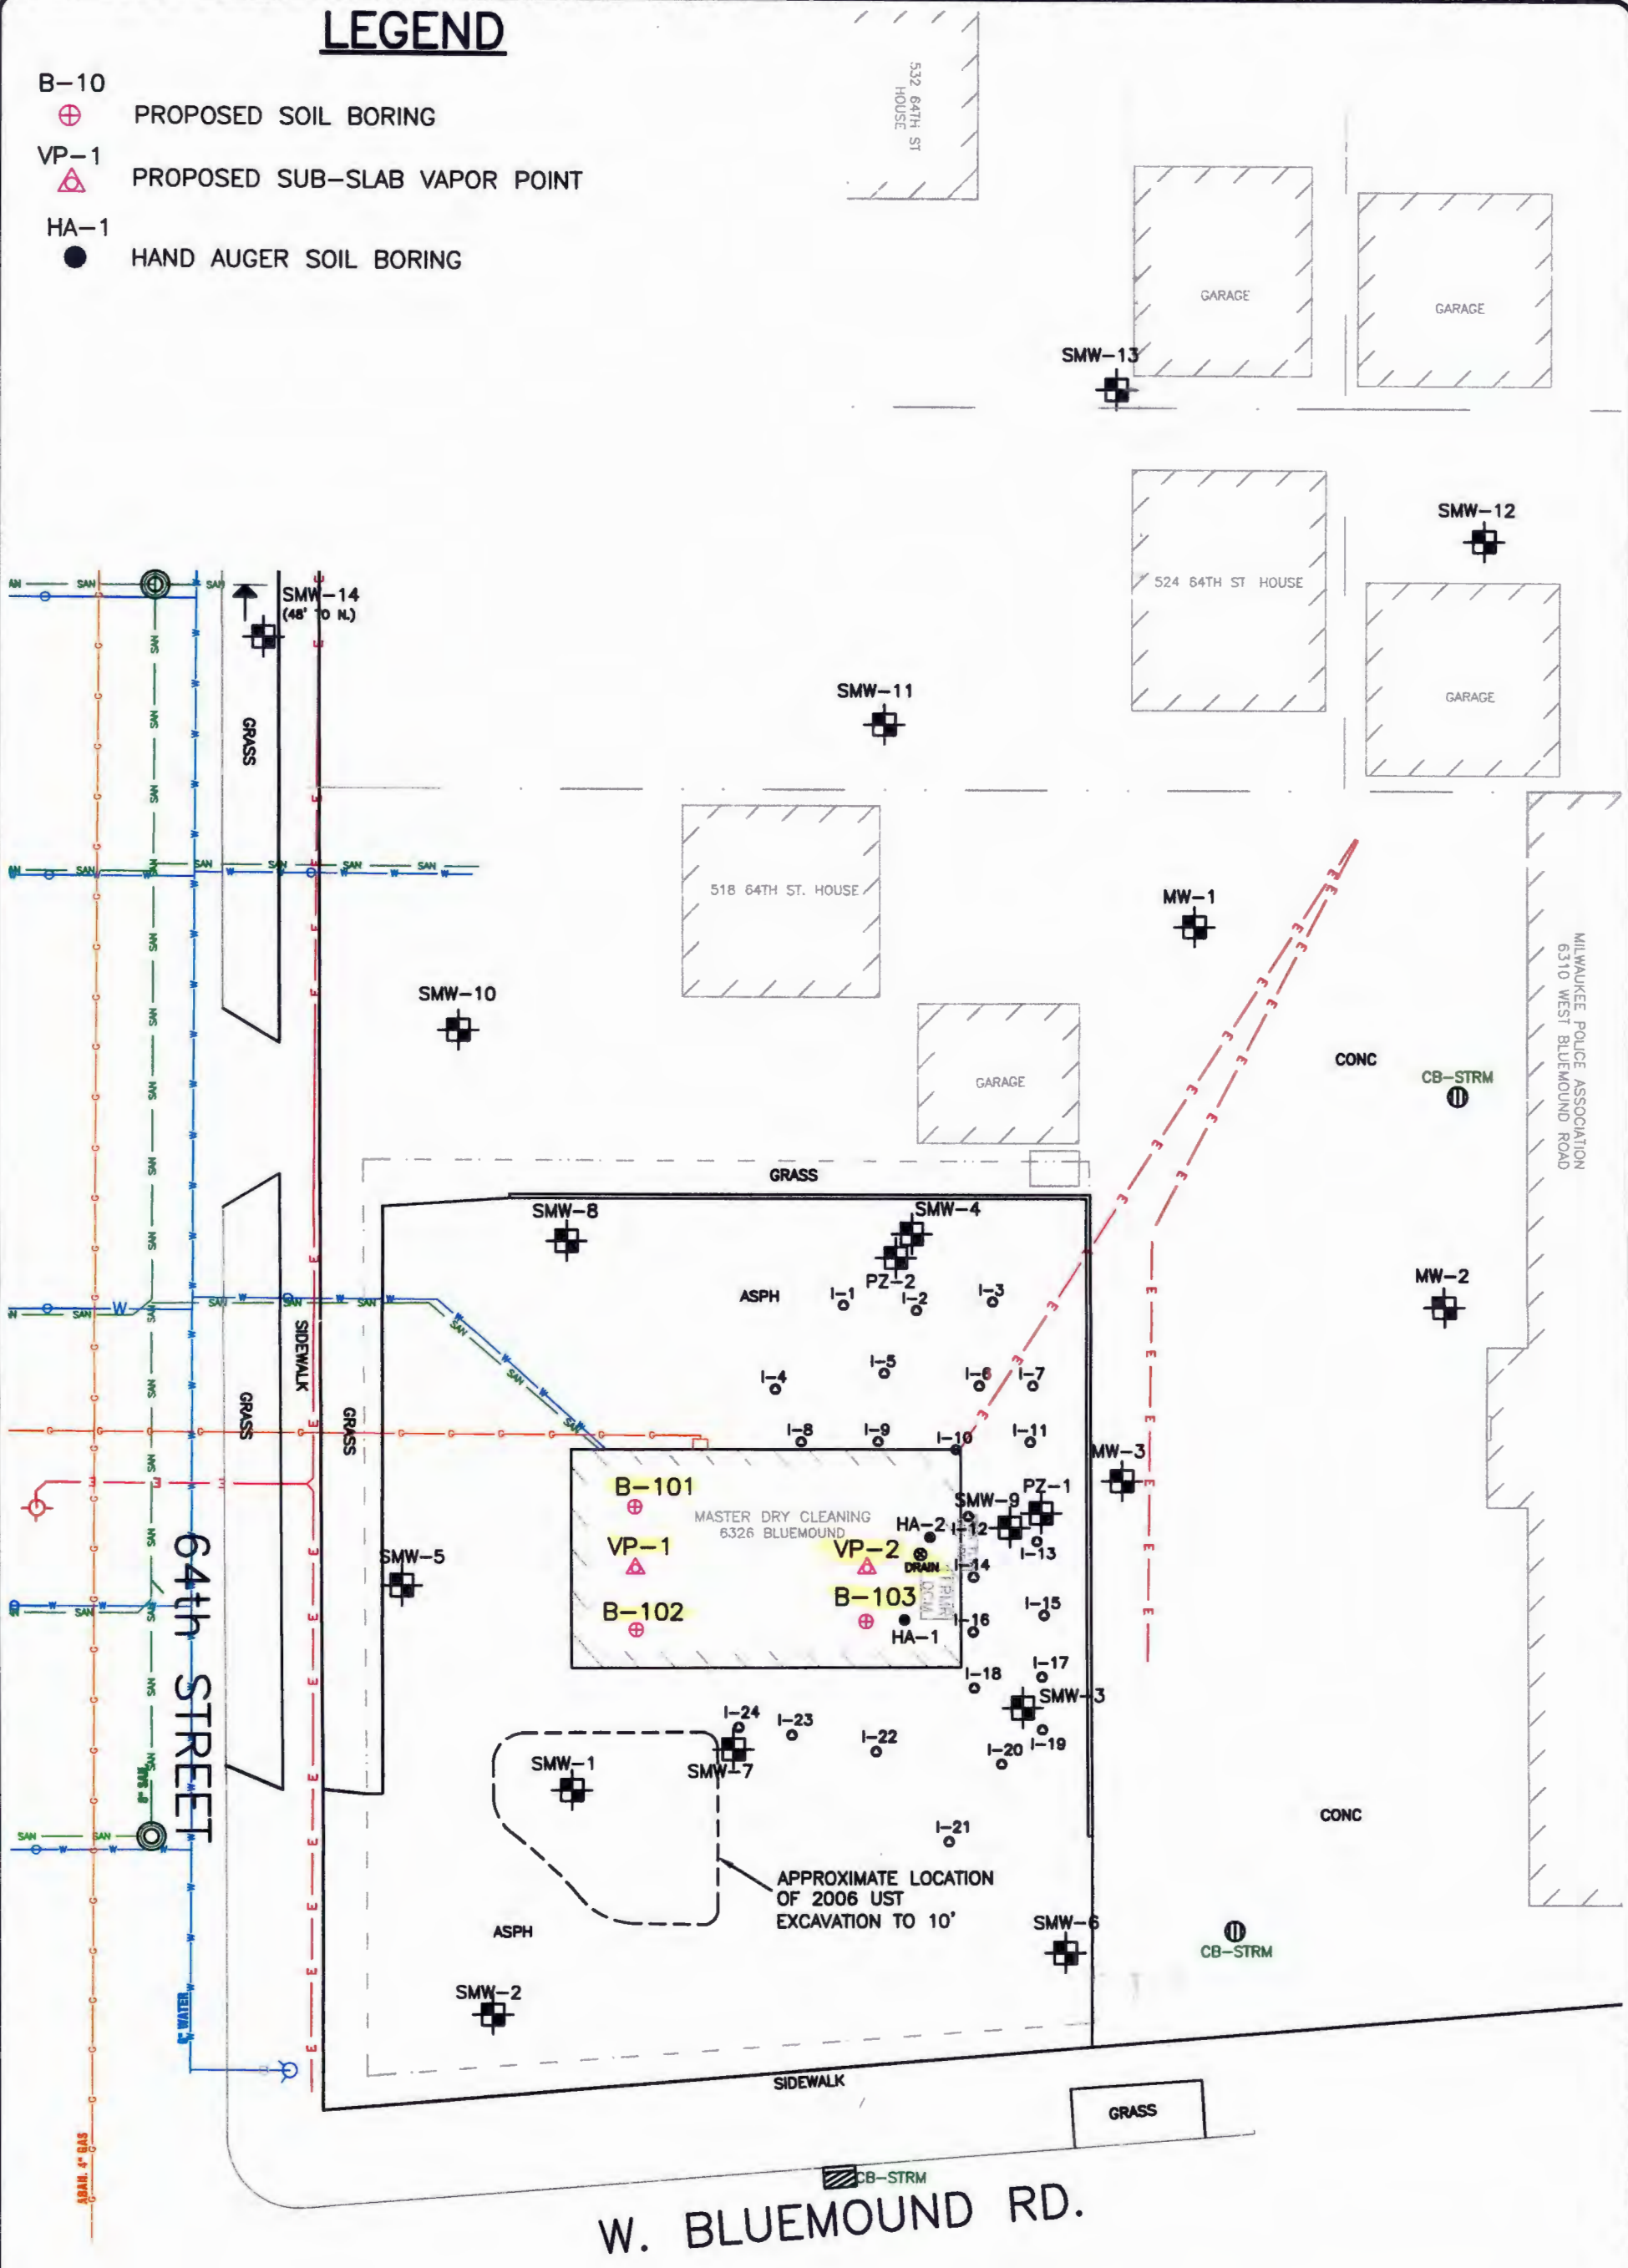 LEGEND
B-10
PROPOSED SOIL BORING
VP-1
PROPOSED SUB-SLAB VAPOR POINT
HA-1
HAND AUGER SOIL BORING
532 64TH ST
HOUSE
GARAGE
GARAGE
SMW-13
SMW-12
524 64TH ST HOUSE
GARAGE
SMW-14
(48' TO N.)
GRASS
SMW-11
518 64TH ST. HOUSE
MW-1
MILWAUKEE POLICE ASSOCIATION
6310 WEST BLUEMOUND ROAD
SMW-10
GARAGE
CONC
CB-STRM
GRASS
SMW-8
SMW-4
PZ-2
ASPH
I-1
I-2
I-3
MW-2
SIDEWALK
GRASS
GRASS
I-4
I-5
I-6
I-7
I-8
I-9
I-10
I-11
MW-3
B-101
MASTER DRY CLEANING
6326 BLUEMOUND
PZ-1
SMW-9
HA-2
I-12
I-13
VP-1
VP-2
DRAIN
I-14
SMW-5
B-102
B-103
HA-1
I-15
I-16
64th STREET
I-17
I-18
SMW-3
I-19
I-20
I-24
I-23
I-22
SMW-7
SMW-1
8" SAN
I-21
CONC
APPROXIMATE LOCATION
OF 2006 UST
EXCAVATION TO 10'
ASPH
SMW-6
CB-STRM
SMW-2
WATER
SIDEWALK
GRASS
ABAN. 4" GAS
CB-STRM
W. BLUEMOUND RD.